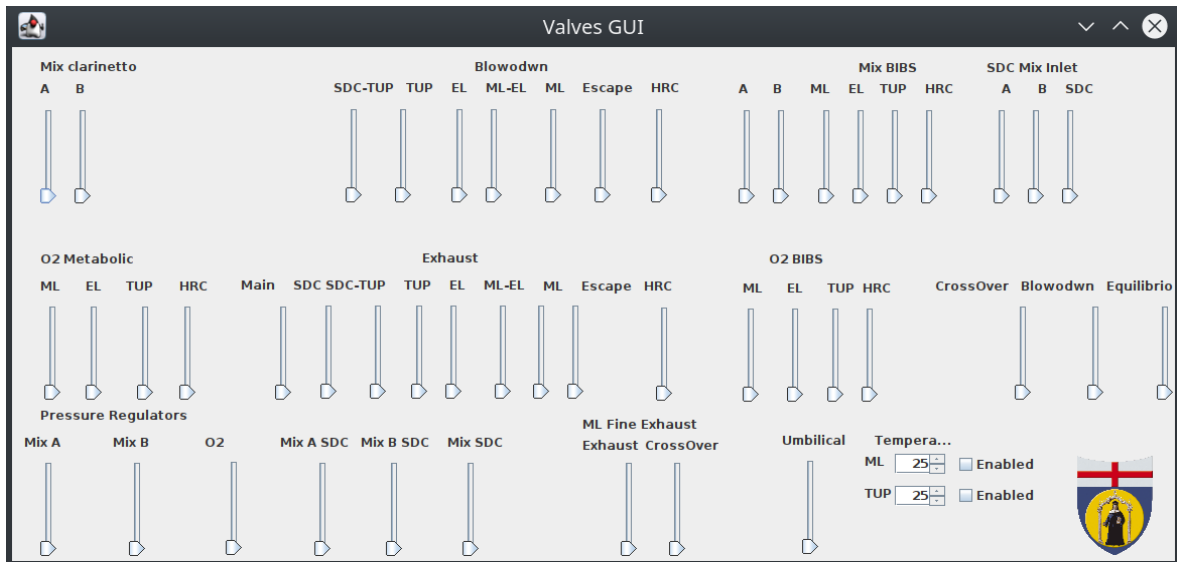 Valves GUI
Mix clarinetto Blowodwn Mix BIBS SDC Mix Inlet
A B SDC-TUP TUP EL ML-EL ML Escape HRC A B ML EL TUP HRC A B SDC
O2 Metabolic Exhaust O2 BIBS
ML EL TUP HRC Main SDC SDC-TUP TUP EL ML-EL ML Escape HRC ML EL TUP HRC CrossOver Blowodwn Equilibrio
Pressure Regulators
ML Fine Exhaust
Mix A Mix B O2 Mix A SDC Mix B SDC Mix SDC Exhaust CrossOver Umbilical Tempera...
ML 25 Enabled
TUP 25 Enabled